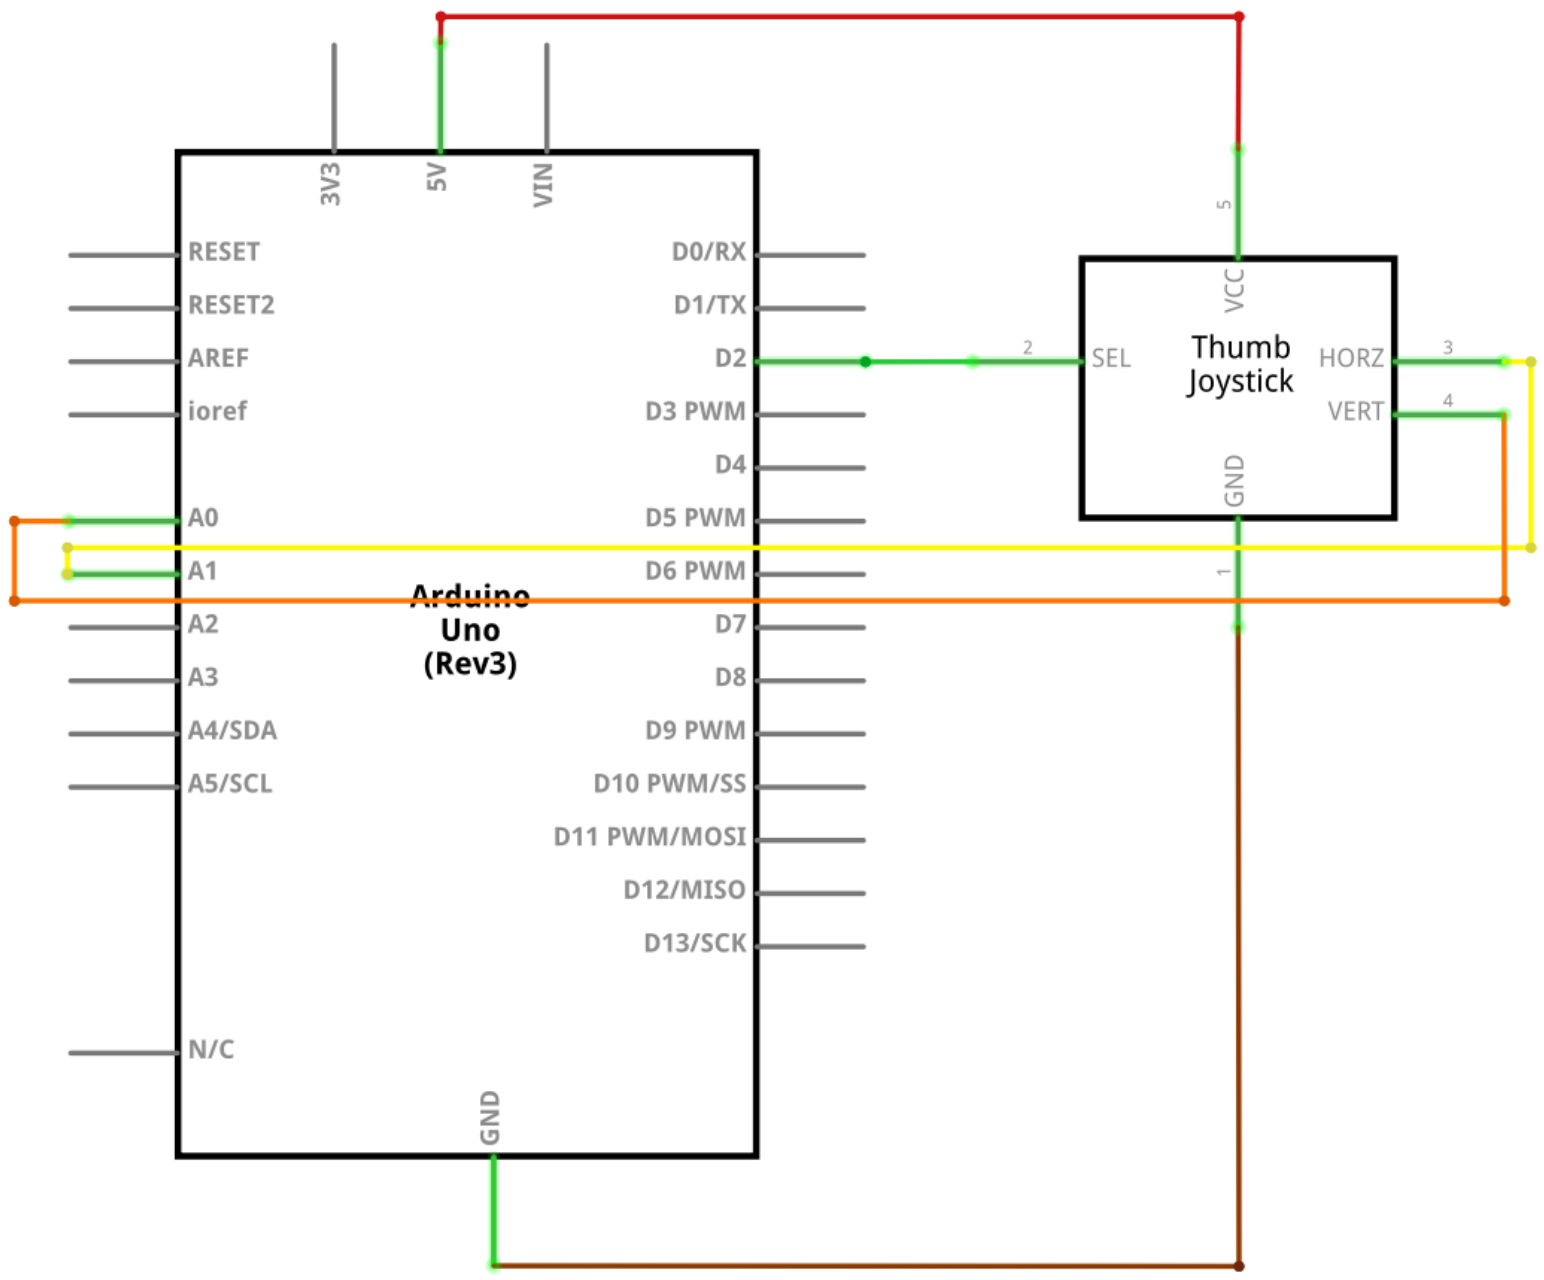 3V3
5V
VIN
RESET
RESET2
AREF
ioref
A0
A1
A2
A3
A4/SDA
A5/SCL
N/C
D0/RX
D1/TX
D2
D3 PWM
D4
D5 PWM
D6 PWM
D7
D8
D9 PWM
D10 PWM/SS
D11 PWM/MOSI
D12/MISO
D13/SCK
Arduino
Uno
(Rev3)
GND
5
VCC
2
SEL
Thumb
Joystick
HORZ
3
VERT
4
GND
1